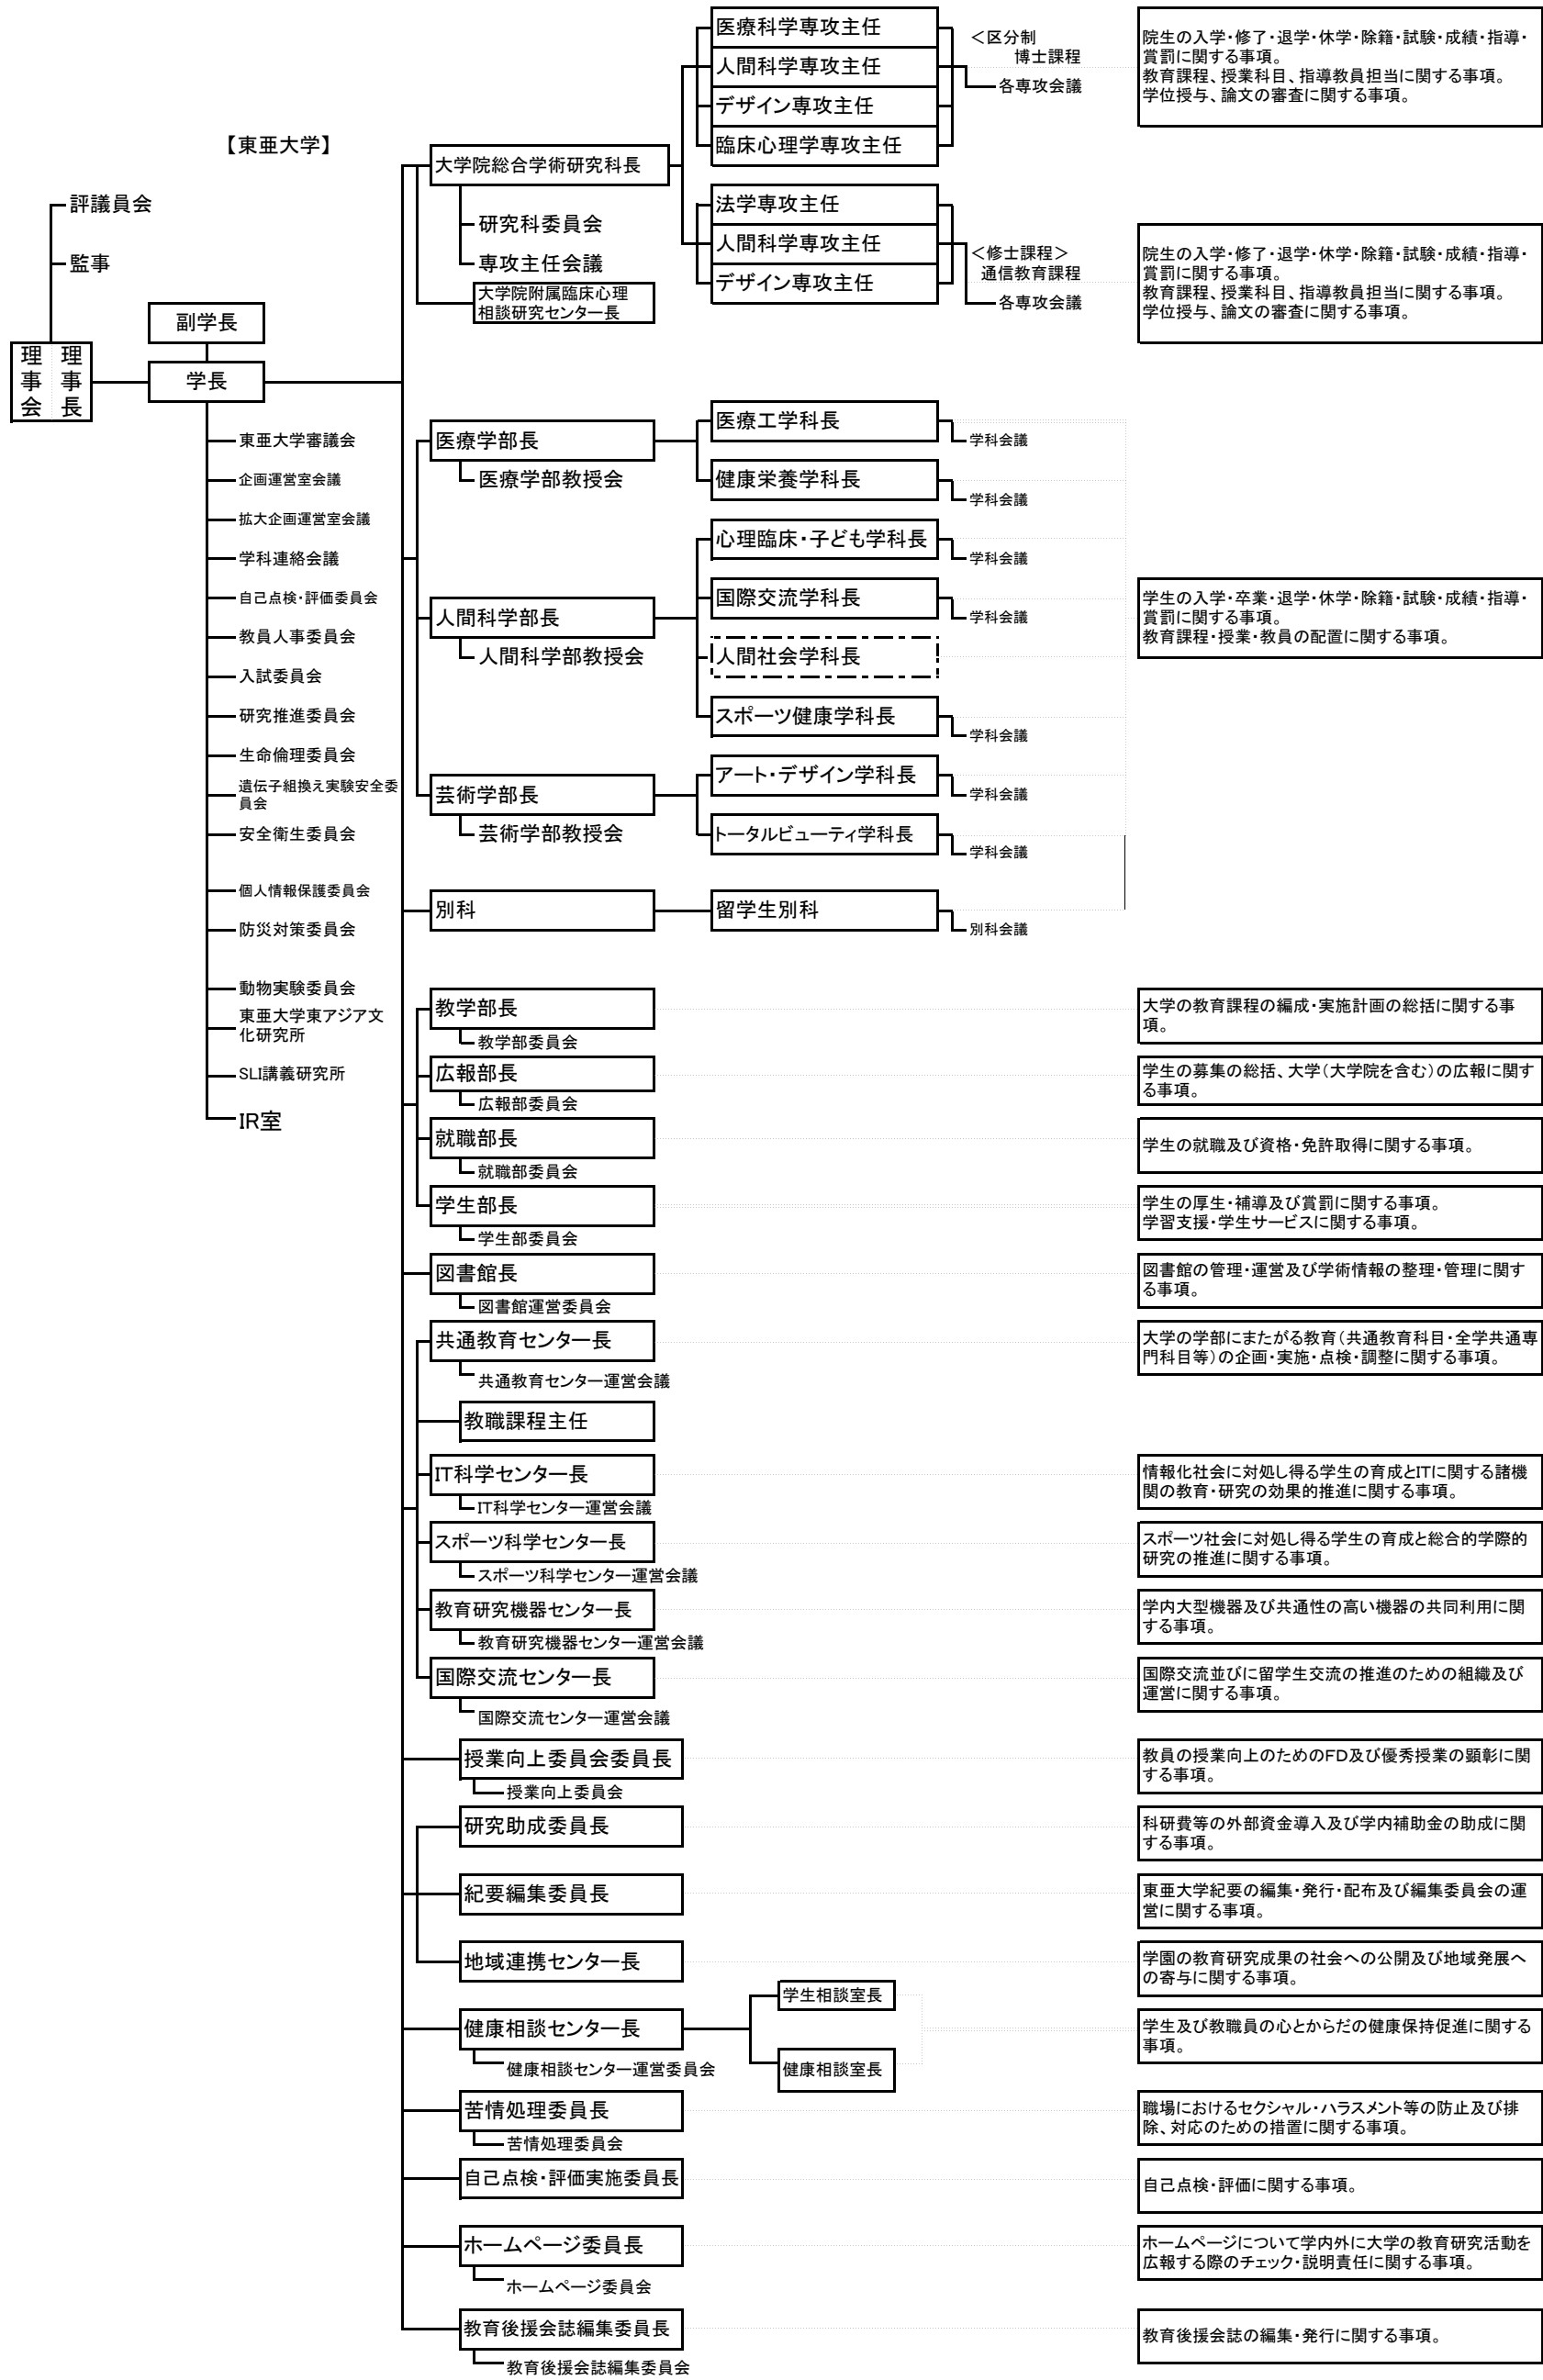 【東亜大学】
評議員会
監事
理事会
理事長
副学長
学長
東亜大学審議会
企画運営室会議
拡大企画運営室会議
学科連絡会議
自己点検・評価委員会
教員人事委員会
入試委員会
研究推進委員会
生命倫理委員会
遺伝子組換え実験安全委
員会
安全衛生委員会
個人情報保護委員会
防災対策委員会
動物実験委員会
東亜大学東アジア文
化研究所
SLI講義研究所
IR室
大学院総合学術研究科長
研究科委員会
専攻主任会議
大学院附属臨床心理
相談研究センター長
医療科学専攻主任
人間科学専攻主任
デザイン専攻主任
臨床心理学専攻主任
＜区分制
博士課程
各専攻会議
院生の入学・修了・退学・休学・除籍・試験・成績・指導・
賞罰に関する事項。
教育課程、授業科目、指導教員担当に関する事項。
学位授与、論文の審査に関する事項。
法学専攻主任
人間科学専攻主任
デザイン専攻主任
＜修士課程＞
通信教育課程
各専攻会議
院生の入学・修了・退学・休学・除籍・試験・成績・指導・
賞罰に関する事項。
教育課程、授業科目、指導教員担当に関する事項。
学位授与、論文の審査に関する事項。
医療学部長
医療学部教授会
医療工学科長
学科会議
健康栄養学科長
学科会議
人間科学部長
人間科学部教授会
心理臨床・子ども学科長
学科会議
国際交流学科長
学科会議
人間社会学科長
スポーツ健康学科長
学科会議
芸術学部長
芸術学部教授会
アート・デザイン学科長
学科会議
トータルビューティ学科長
学科会議
別科
留学生別科
別科会議
学生の入学・卒業・退学・休学・除籍・試験・成績・指導・
賞罰に関する事項。
教育課程・授業・教員の配置に関する事項。
教学部長
教学部委員会
大学の教育課程の編成・実施計画の総括に関する事
項。
広報部長
広報部委員会
学生の募集の総括、大学（大学院を含む）の広報に関す
る事項。
就職部長
就職部委員会
学生の就職及び資格・免許取得に関する事項。
学生部長
学生部委員会
学生の厚生・補導及び賞罰に関する事項。
学習支援・学生サービスに関する事項。
図書館長
図書館運営委員会
図書館の管理・運営及び学術情報の整理・管理に関す
る事項。
共通教育センター長
共通教育センター運営会議
大学の学部にまたがる教育（共通教育科目・全学共通専
門科目等）の企画・実施・点検・調整に関する事項。
教職課程主任
IT科学センター長
IT科学センター運営会議
情報化社会に対処し得る学生の育成とITに関する諸機
関の教育・研究の効果的推進に関する事項。
スポーツ科学センター長
スポーツ科学センター運営会議
スポーツ社会に対処し得る学生の育成と総合的学際的
研究の推進に関する事項。
教育研究機器センター長
教育研究機器センター運営会議
学内大型機器及び共通性の高い機器の共同利用に関
する事項。
国際交流センター長
国際交流センター運営会議
国際交流並びに留学生交流の推進のための組織及び
運営に関する事項。
授業向上委員会委員長
授業向上委員会
教員の授業向上のためのFD及び優秀授業の顕彰に関
する事項。
研究助成委員長
科研費等の外部資金導入及び学内補助金の助成に関
する事項。
紀要編集委員長
東亜大学紀要の編集・発行・配布及び編集委員会の運
営に関する事項。
地域連携センター長
学園の教育研究成果の社会への公開及び地域発展へ
の寄与に関する事項。
健康相談センター長
健康相談センター運営委員会
学生相談室長
健康相談室長
学生及び教職員の心とからだの健康保持促進に関する
事項。
苦情処理委員長
苦情処理委員会
職場におけるセクシャル・ハラスメント等の防止及び排
除、対応のための措置に関する事項。
自己点検・評価実施委員長
自己点検・評価に関する事項。
ホームページ委員長
ホームページ委員会
ホームページについて学内外に大学の教育研究活動を
広報する際のチェック・説明責任に関する事項。
教育後援会誌編集委員長
教育後援会誌編集委員会
教育後援会誌の編集・発行に関する事項。